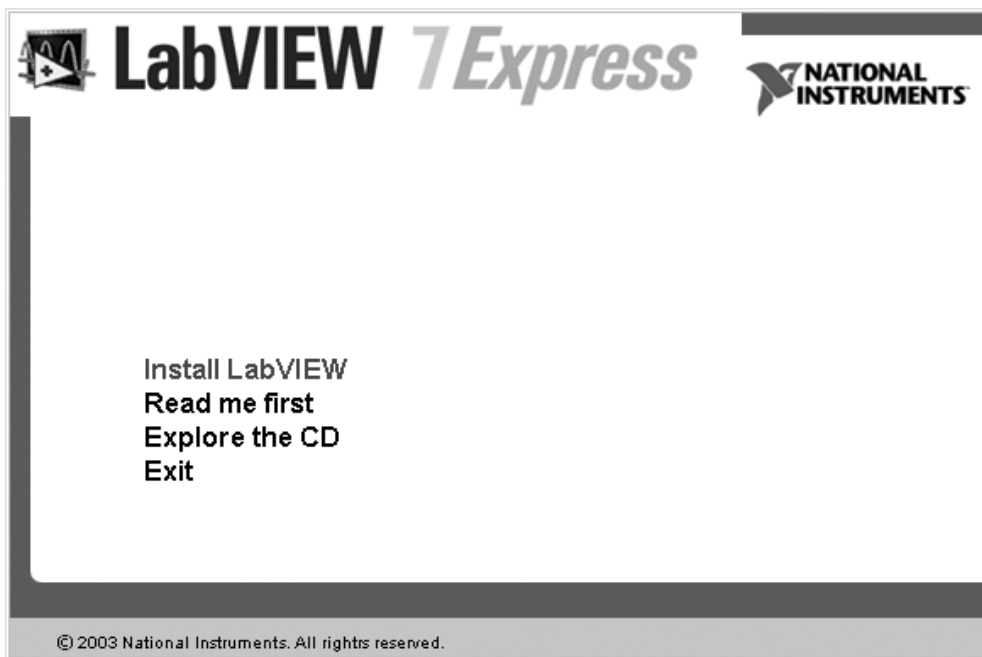 LabVIEW 7 Express
NATIONAL
INSTRUMENTS
Install LabVIEW
Read me first
Explore the CD
Exit
© 2003 National Instruments. All rightrs reserved.